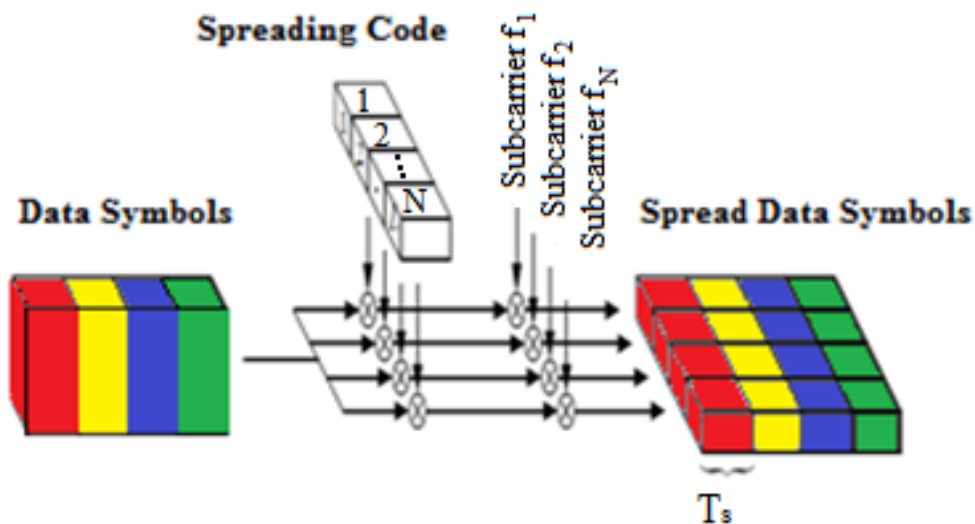 Spreading Code
Subcarrier f1
Subcarrier f2
Subcarrier fN
1
2
N
Data Symbols
Spread Data Symbols
Ts